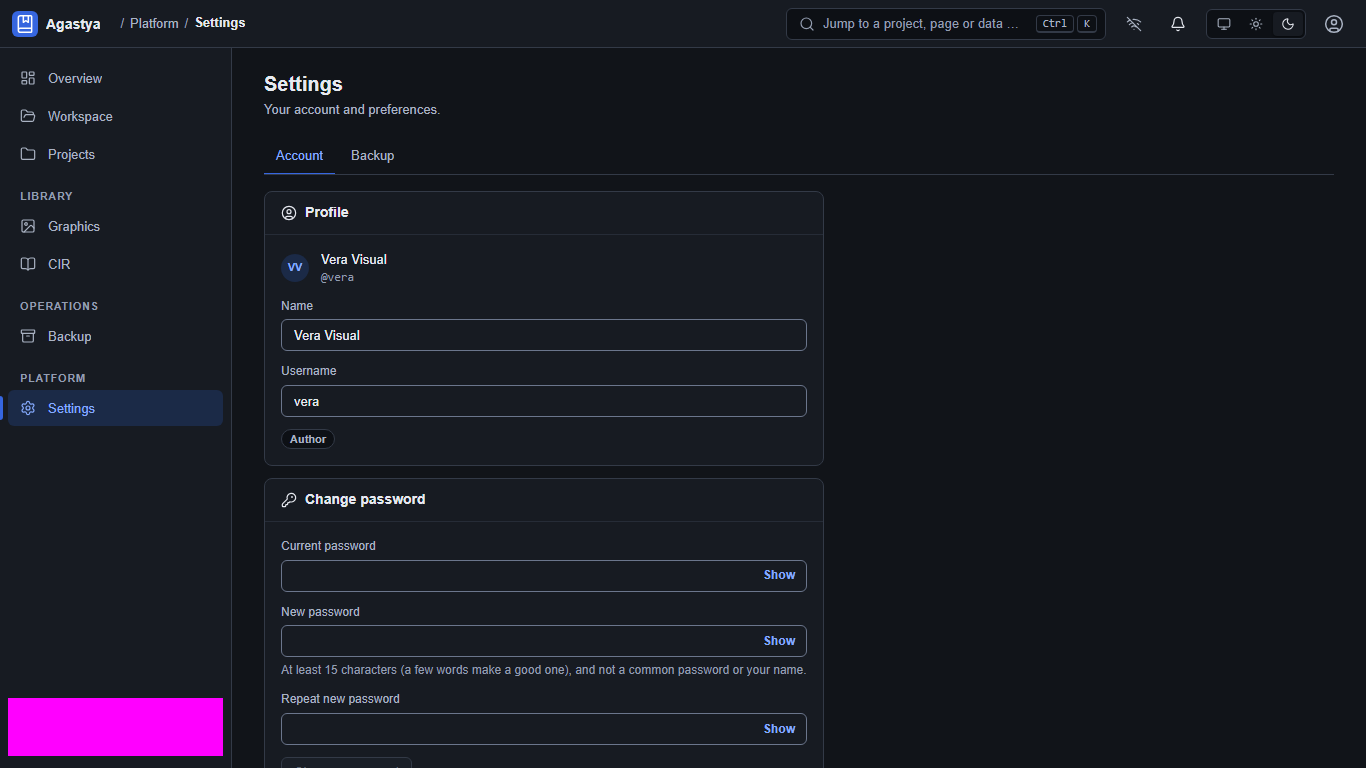 Agastya / Platform / Settings
Jump to a project, page or data ... Ctrl K
Overview
Workspace
Projects
LIBRARY
Graphics
CIR
OPERATIONS
Backup
PLATFORM
Settings
Settings
Your account and preferences.
Account Backup
Profile
VV
Vera Visual
@vera
Name
Vera Visual
Username
vera
Author
Change password
Current password
Show
New password
Show
At least 15 characters (a few words make a good one), and not a common password or your name.
Repeat new password
Show